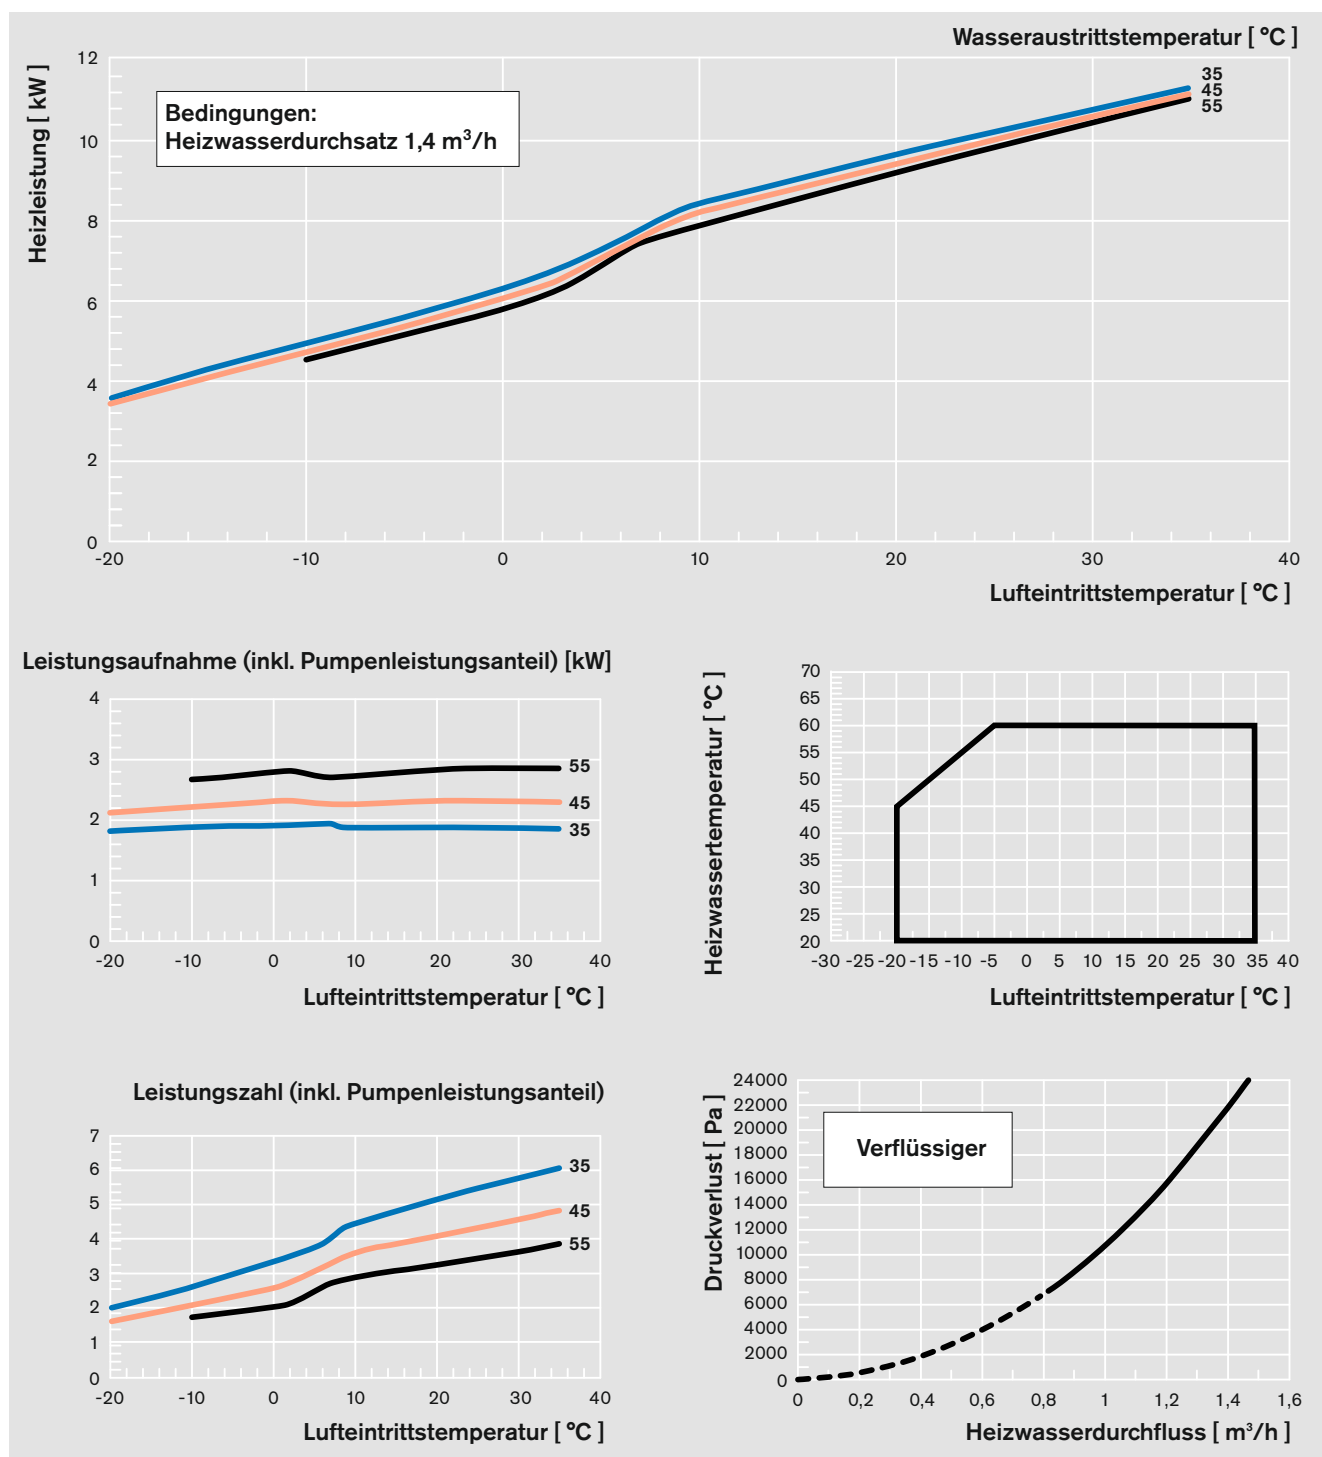 Wasseraustrittstemperatur [ °C ]
Heizleistung [ kW ]
12
10
8
6
4
2
0
Bedingungen:
Heizwasserdurchsatz 1,4 m³/h
35
45
55
-20 -10 0 10 20 30 40
Lufteintrittstemperatur [ °C ]
Leistungsaufnahme (inkl. Pumpenleistungsanteil) [kW]
4
3
2
1
0
55
45
35
-20 -10 0 10 20 30 40
Lufteintrittstemperatur [ °C ]
Heizwassertemperatur [ °C ]
70
65
60
55
50
45
40
35
30
25
20
-30 -25 -20 -15 -10 -5 0 5 10 15 20 25 30 35 40
Lufteintrittstemperatur [ °C ]
Leistungszahl (inkl. Pumpenleistungsanteil)
7
6
5
4
3
2
1
0
35
45
55
-20 -10 0 10 20 30 40
Lufteintrittstemperatur [ °C ]
Druckverlust [ Pa ]
24000
22000
20000
18000
16000
14000
12000
10000
8000
6000
4000
2000
0
Verflüssiger
0 0,2 0,4 0,6 0,8 1 1,2 1,4 1,6
Heizwasserdurchfluss [ m³/h ]